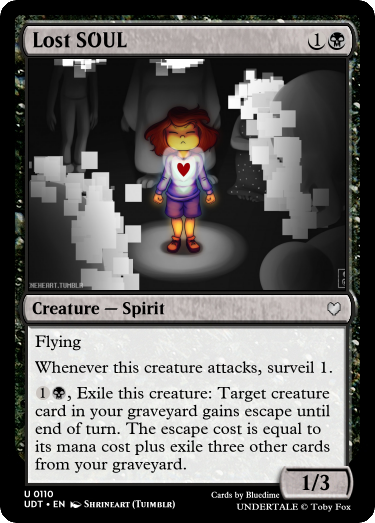 Lost SOUL 1
NEHEART.TUMBLR
Creature — Spirit
Flying
Whenever this creature attacks, surveil 1.
1, Exile this creature: Target creature
card in your graveyard gains escape until
end of turn. The escape cost is equal to
its mana cost plus exile three other cards
from your graveyard.
1/3
U 0110
Cards by Bluedime
UDT • EN Shrineart (Tuimblr)
UNDERTALE © Toby Fox